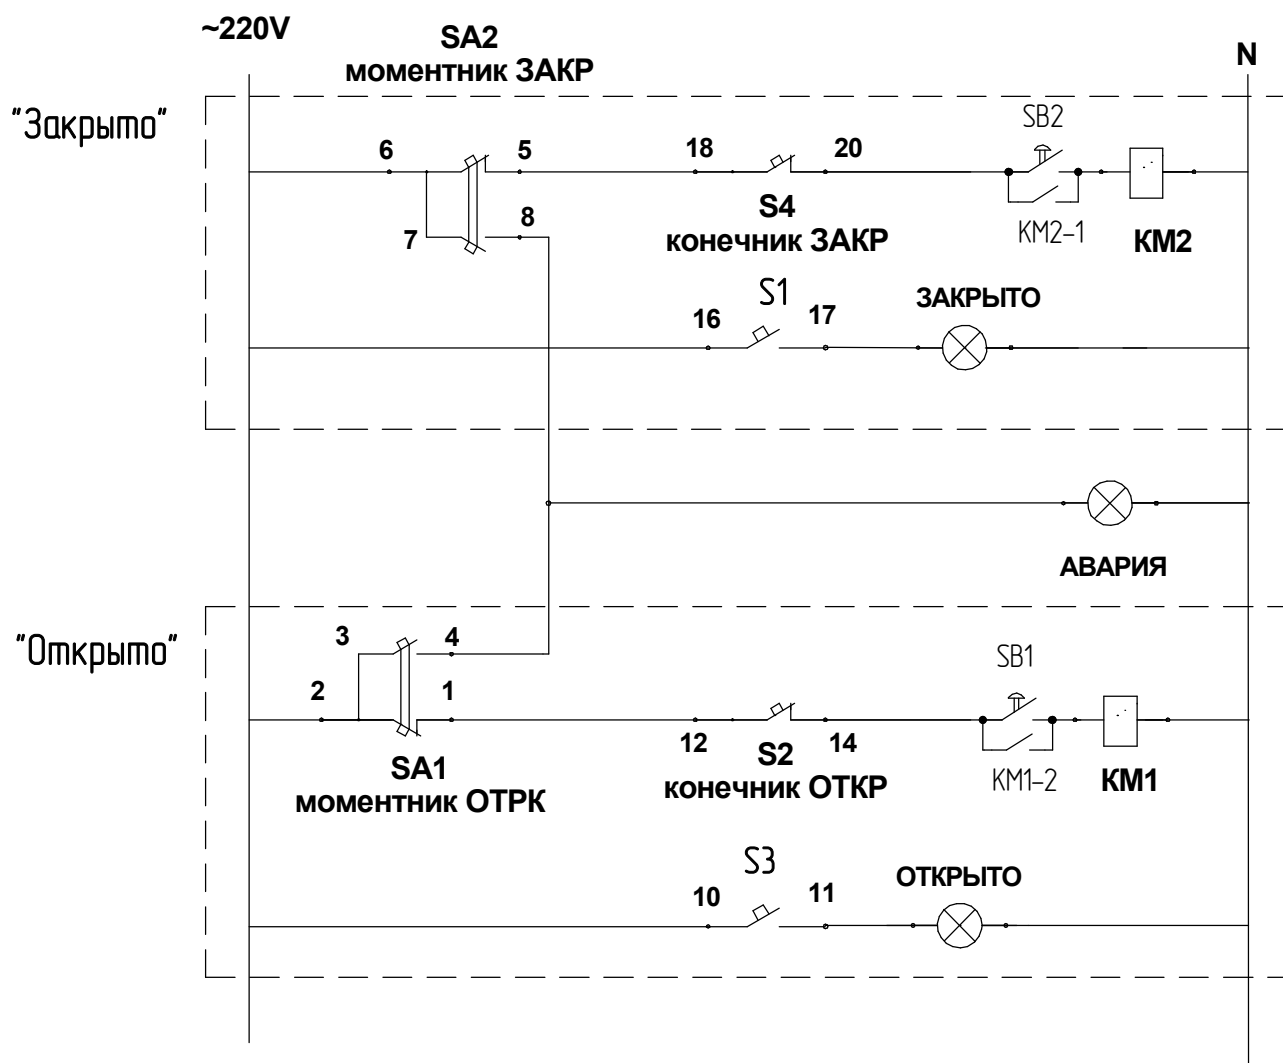 ~220V
SA2
моментник ЗАКР
N
"Закрыто"
6
5
18
20
SB2
7
8
S4
конечник ЗАКР
KM2-1
КМ2
16
S1
17
ЗАКРЫТО
АВАРИЯ
"Открыто"
3
4
2
1
SB1
12
14
SA1
моментник ОТРК
S2
конечник ОТКР
KM1-2
КМ1
10
S3
11
ОТКРЫТО